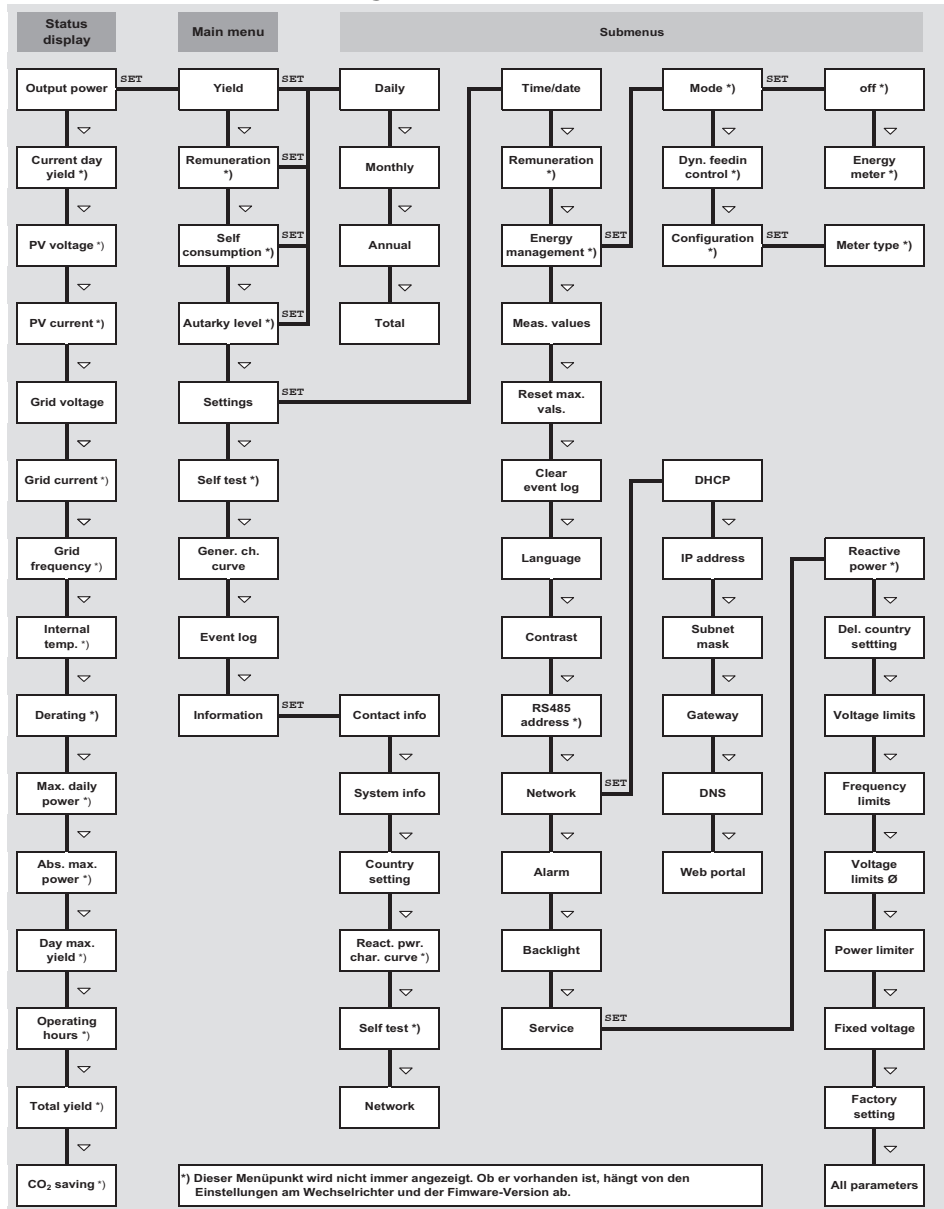 Status
display
Main menu
Submenus
Output power
SET
Yield
SET
Daily
Time/date
Mode *)
SET
off *)
Current day
yield *)
Remuneration
*)
SET
Monthly
Remuneration
*)
Dyn. feedin
control *)
Energy
meter *)
PV voltage *)
Self
consumption *)
SET
Annual
Energy
management *)
SET
Configuration
*)
SET
Meter type *)
PV current *)
Autarky level *)
SET
Total
Meas. values
Grid voltage
Settings
SET
Reset max.
vals.
Grid current *)
Self test *)
Clear
event log
DHCP
Grid
frequency *)
Gener. ch.
curve
Language
IP address
Reactive
power *)
Internal
temp. *)
Event log
Contrast
Subnet
mask
Del. country
settting
Derating *)
Information
SET
Contact info
RS485
address *)
Gateway
Voltage limits
Max. daily
power *)
System info
Network
SET
DNS
Frequency
limits
Abs. max.
power *)
Country
setting
Alarm
Web portal
Voltage
limits Ø
Day max.
yield *)
React. pwr.
char. curve *)
Backlight
Power limiter
Operating
hours *)
Self test *)
Service
SET
Fixed voltage
Total yield *)
Network
Factory
setting
CO₂ saving *)
*) Dieser Menüpunkt wird nicht immer angezeigt. Ob er vorhanden ist, hängt von den
Einstellungen am Wechselrichter und der Fimware-Version ab.
All parameters